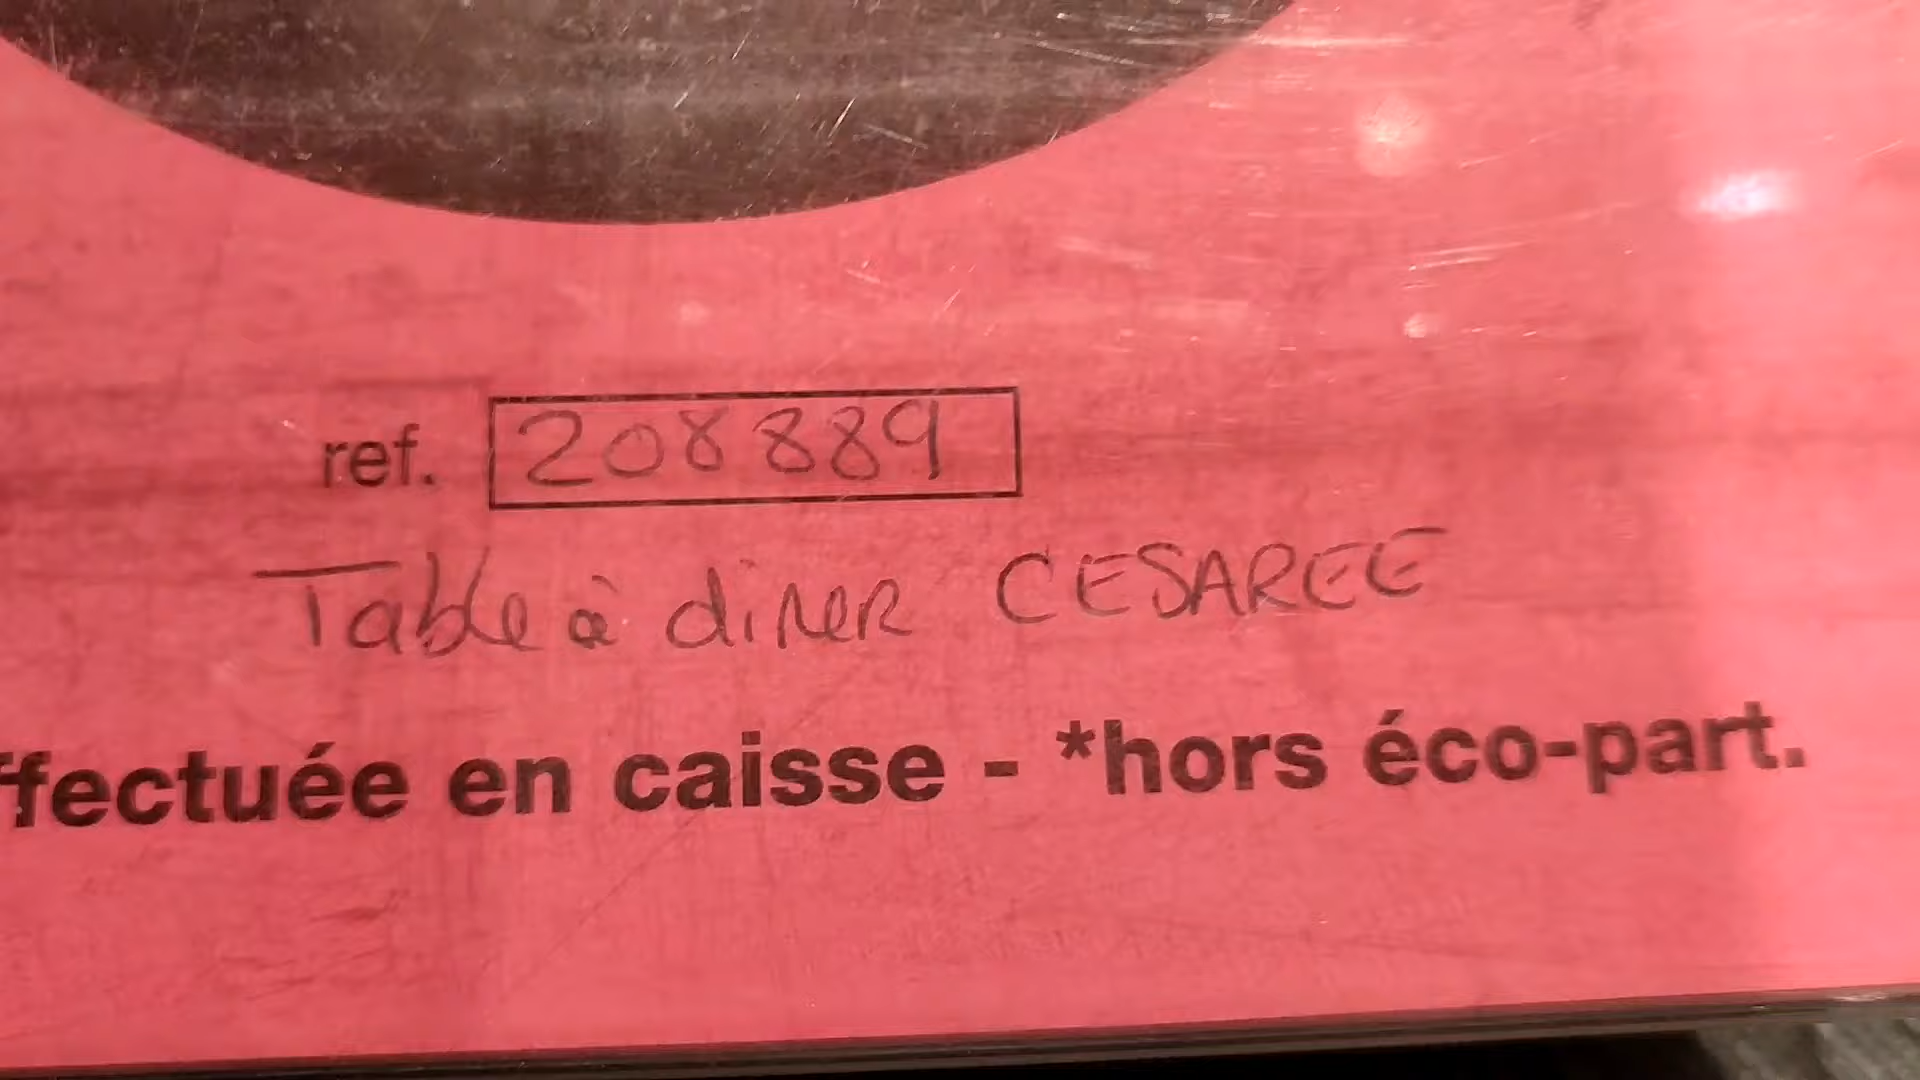 ref. 208889
Table à diner CESAREE
ffectuée en caisse - *hors éco-part.